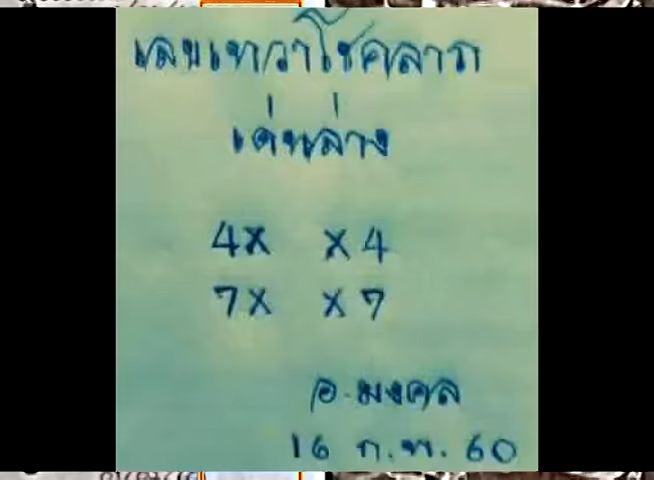 เลขเทวาโชคลาภ
เด่นล่าง
4x x4
7x x7
อ.มงคล
16 ก.พ. 60